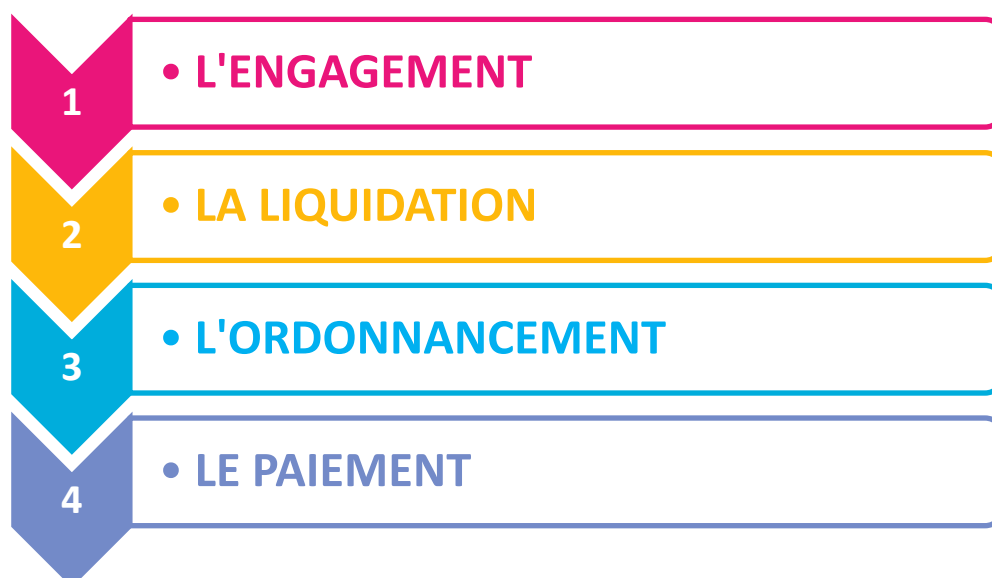 1
• L'ENGAGEMENT
2
• LA LIQUIDATION
3
• L'ORDONNANCEMENT
4
• LE PAIEMENT